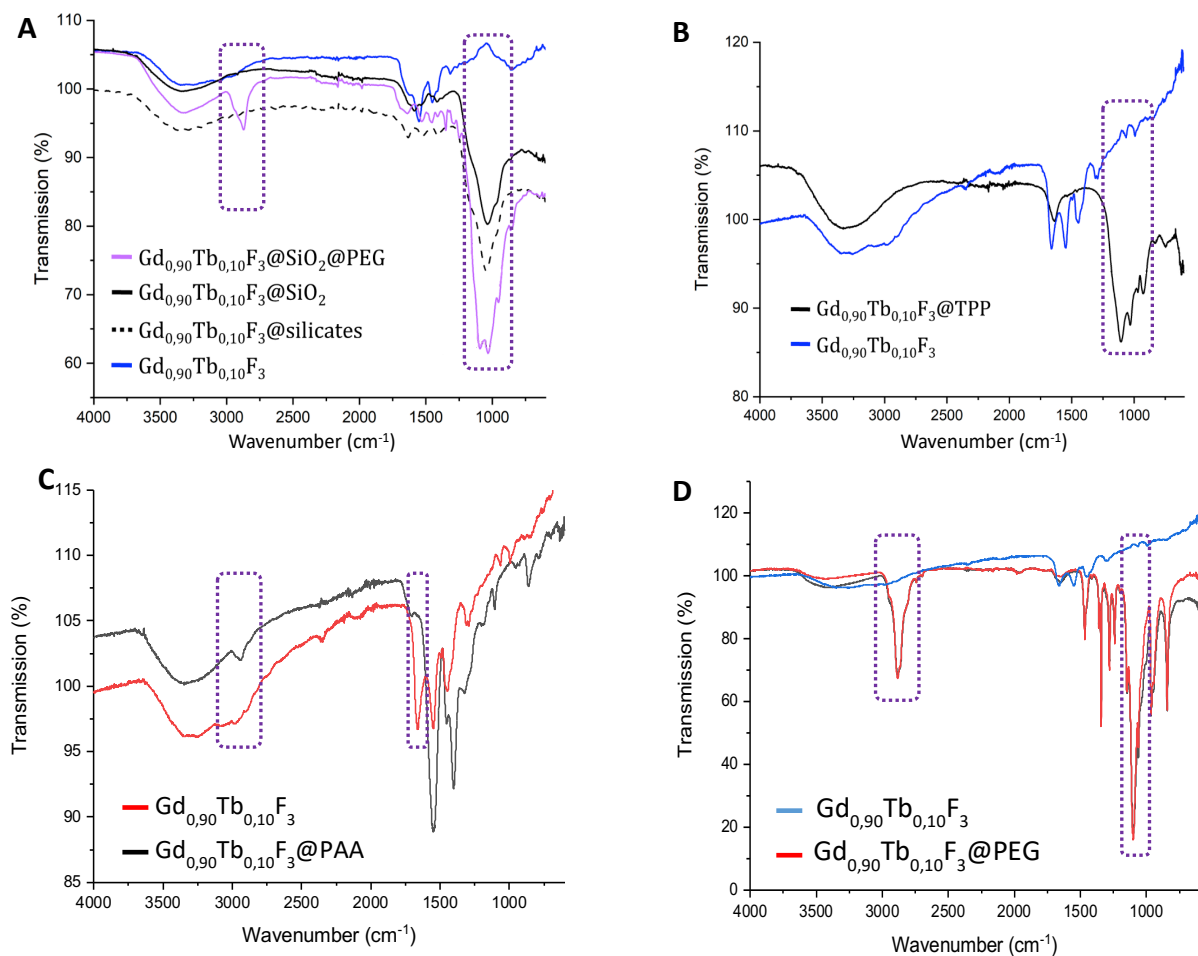 A
110
100
90
80
70
60
Transmission (%)
Gd0,90Tb0,10F3@SiO2@PEG
Gd0,90Tb0,10F3@SiO2
Gd0,90Tb0,10F3@silicates
Gd0,90Tb0,10F3
4000 3500 3000 2500 2000 1500 1000
Wavenumber (cm-1)
B
120
110
100
90
80
Transmission (%)
Gd0,90Tb0,10F3@TPP
Gd0,90Tb0,10F3
4000 3500 3000 2500 2000 1500 1000
Wavenumber (cm-1)
C
115
110
105
100
95
90
85
Transmission (%)
Gd0,90Tb0,10F3
Gd0,90Tb0,10F3@PAA
4000 3500 3000 2500 2000 1500 1000
Wavenumber (cm-1)
D
120
100
80
60
40
20
0
Transmission (%)
Gd0,90Tb0,10F3
Gd0,90Tb0,10F3@PEG
4000 3500 3000 2500 2000 1500 1000
Wavenumber (cm-1)